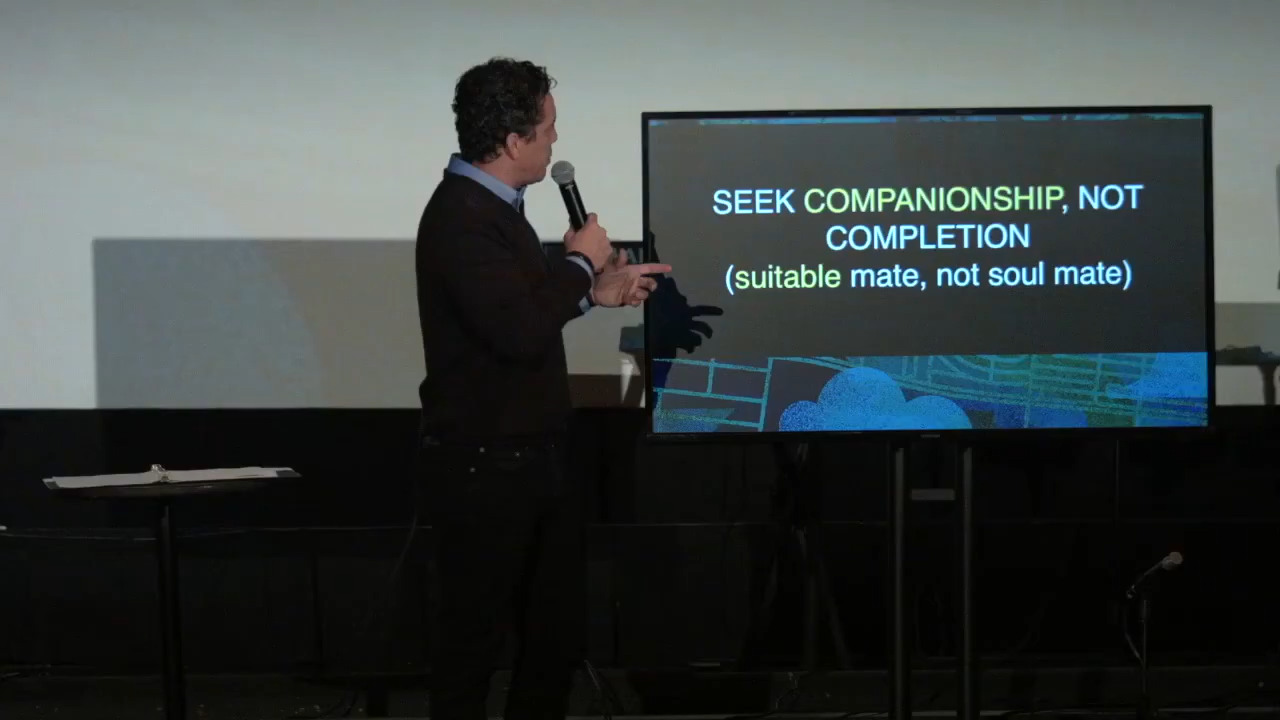 SEEK COMPANIONSHIP, NOT
COMPLETION
(suitable mate, not soul mate)